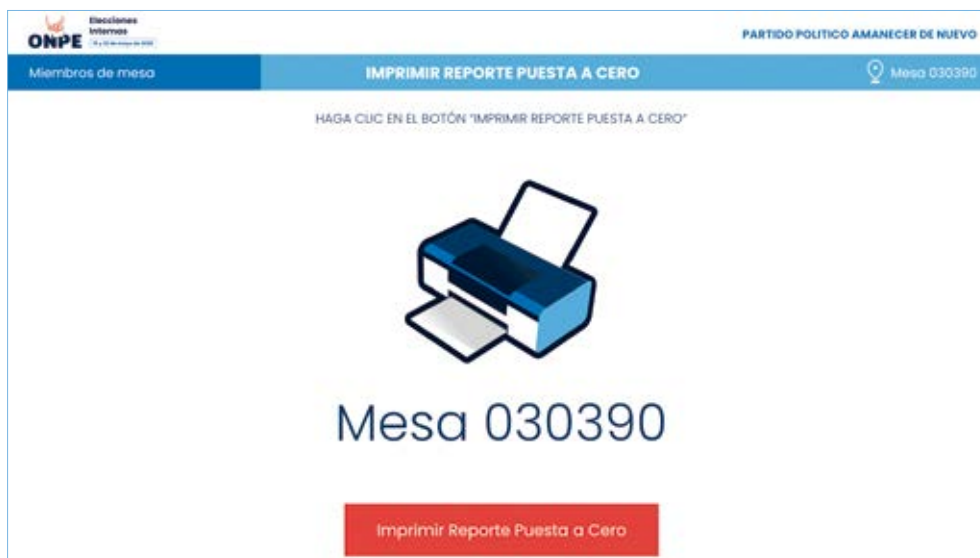 ONPE
Elecciones
Internas
PARTIDO POLITICO AMANECER DE NUEVO
Miembros de mesa
IMPRIMIR REPORTE PUESTA A CERO
Mesa 030390
HAGA CLIC EN EL BOTÓN "IMPRIMIR REPORTE PUESTA A CERO"
Mesa 030390
Imprimir Reporte Puesta a Cero